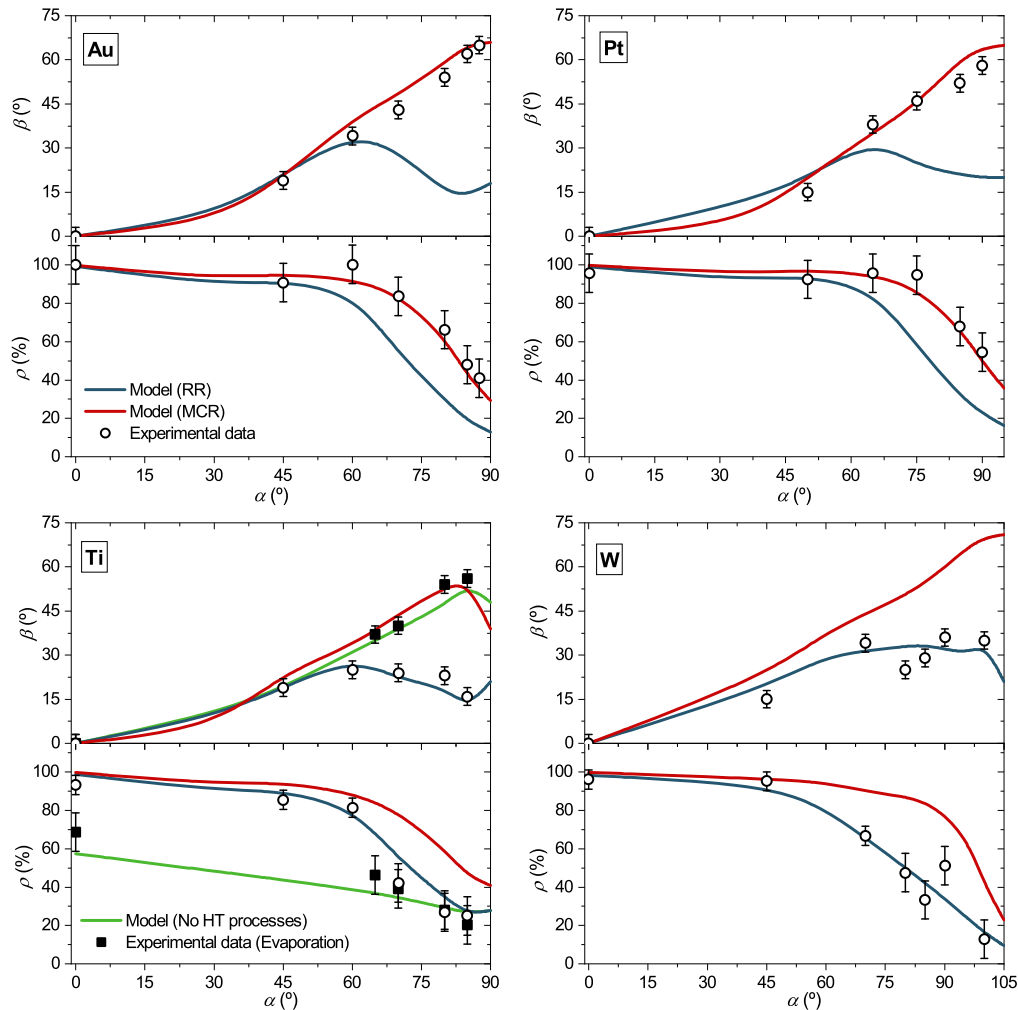 Au
75
60
45
30
15
0
β (º)
100
80
60
40
20
0
ρ (%)
Model (RR)
Model (MCR)
Experimental data
0 15 30 45 60 75 90
α (º)
Pt
75
60
45
30
15
0
β (º)
100
80
60
40
20
0
ρ (%)
0 15 30 45 60 75 90
α (º)
Ti
75
60
45
30
15
0
β (º)
100
80
60
40
20
0
ρ (%)
Model (No HT processes)
Experimental data (Evaporation)
0 15 30 45 60 75 90
α (º)
W
75
60
45
30
15
0
β (º)
100
80
60
40
20
0
ρ (%)
0 15 30 45 60 75 90 105
α (º)